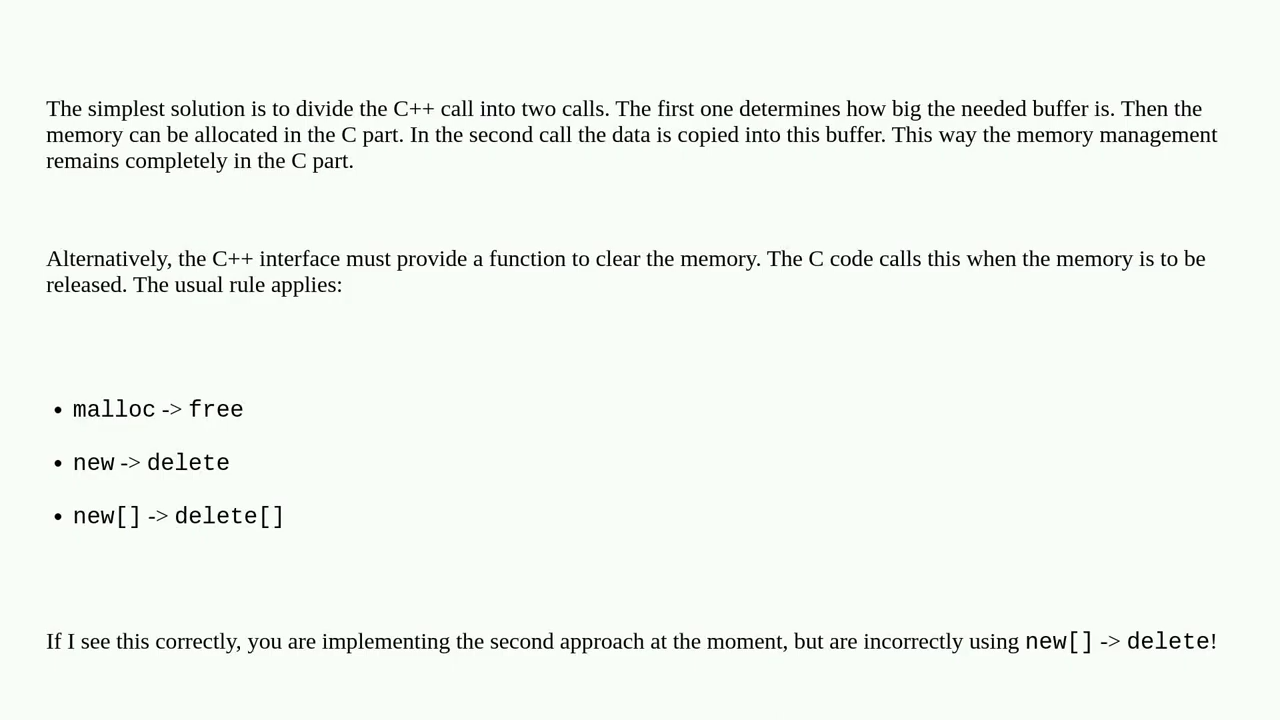 The simplest solution is to divide the C++ call into two calls. The first one determines how big the needed buffer is. Then the
memory can be allocated in the C part. In the second call the data is copied into this buffer. This way the memory management
remains completely in the C part.
Alternatively, the C++ interface must provide a function to clear the memory. The C code calls this when the memory is to be
released. The usual rule applies:
• malloc -> free
• new -> delete
• new[] -> delete[]
If I see this correctly, you are implementing the second approach at the moment, but are incorrectly using new[] -> delete!